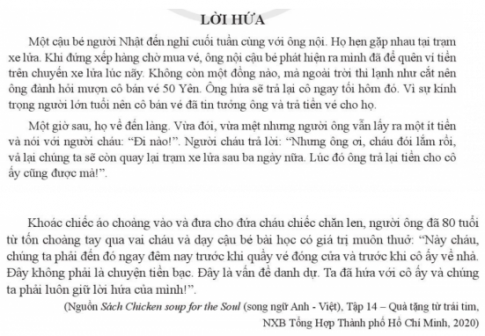 LỜI HỨA
Một cậu bé người Nhật đến nghỉ cuối tuần cùng với ông nội. Họ hẹn gặp nhau tại trạm
xe lửa. Khi đứng xếp hàng chờ mua vé, ông nội cậu bé phát hiện ra mình đã để quên ví tiền
trên chuyến xe lửa lúc nãy. Không còn một đồng nào, mà ngoài trời thì lạnh như cắt nên
ông đành hỏi mượn cô bán vé 50 Yên. Ông hứa sẽ trả lại cô ngay tối hôm đó. Vì sự kính
trọng người lớn tuổi nên cô bán vé đã tin tưởng ông và trả tiền vé cho họ.
Một giờ sau, họ về đến làng. Vừa đói, vừa mệt nhưng người ông vẫn lấy ra một ít tiền
và nói với người cháu: “Đi nào!”. Người cháu trả lời: “Nhưng ông ơi, cháu đói lắm rồi,
và lại chúng ta sẽ còn quay lại trạm xe lửa sau ba ngày nữa. Lúc đó ông trả lại tiền cho cô
ấy cũng được mà!”.
Khoác chiếc áo choàng vào và đưa cho đứa cháu chiếc chăn len, người ông đã 80 tuổi
từ tốn choàng tay qua vai cháu và dạy cậu bé bài học có giá trị muôn thuở: “Này cháu,
chúng ta phải đến đó ngay đêm nay trước khi quầy vé đóng cửa và trước khi cô ấy về nhà.
Đây không phải là chuyện tiền bạc. Đây là vấn đề danh dự. Ta đã hứa với cô ấy và chúng
ta phải luôn giữ lời hứa của mình!”.
(Nguồn Sách Chicken soup for the Soul (song ngữ Anh - Việt), Tập 14 – Quà tặng từ trái tim,
NXB Tổng Hợp Thành phố Hồ Chí Minh, 2020)